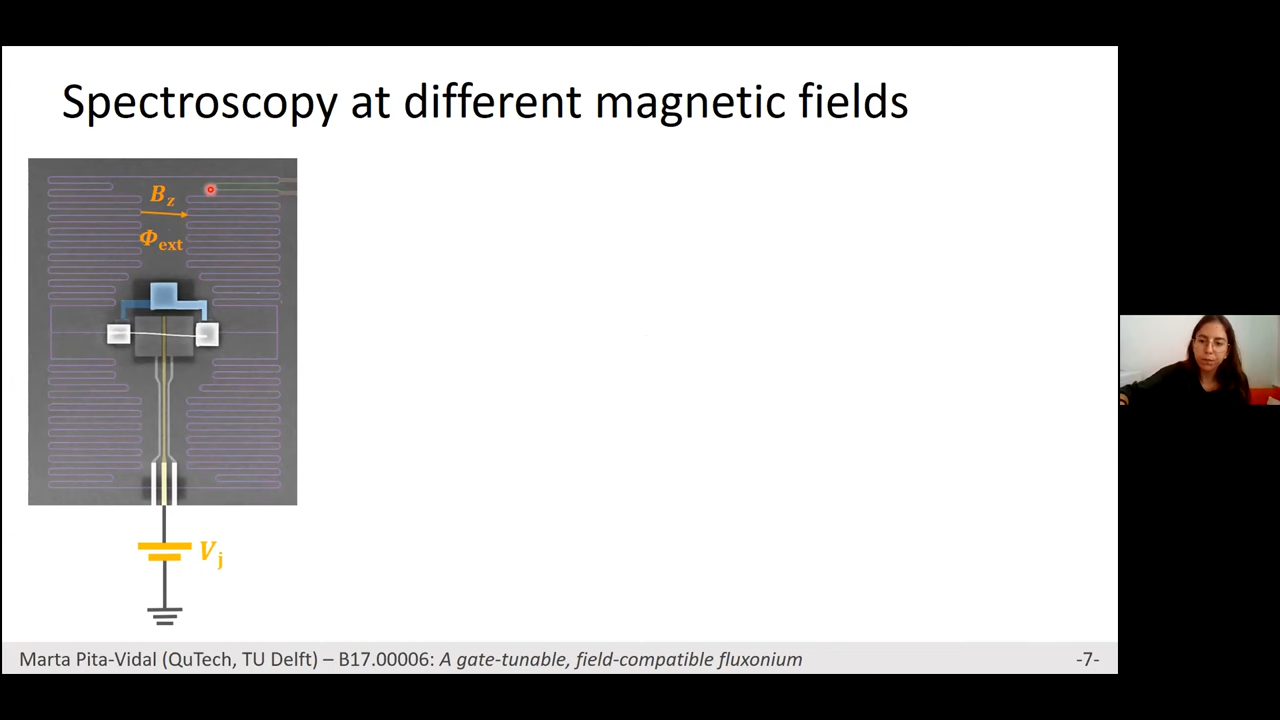 Spectroscopy at different magnetic fields
B_z
Φ_ext
V_j
Marta Pita-Vidal (QuTech, TU Delft) – B17.00006: A gate-tunable, field-compatible fluxonium
-7-